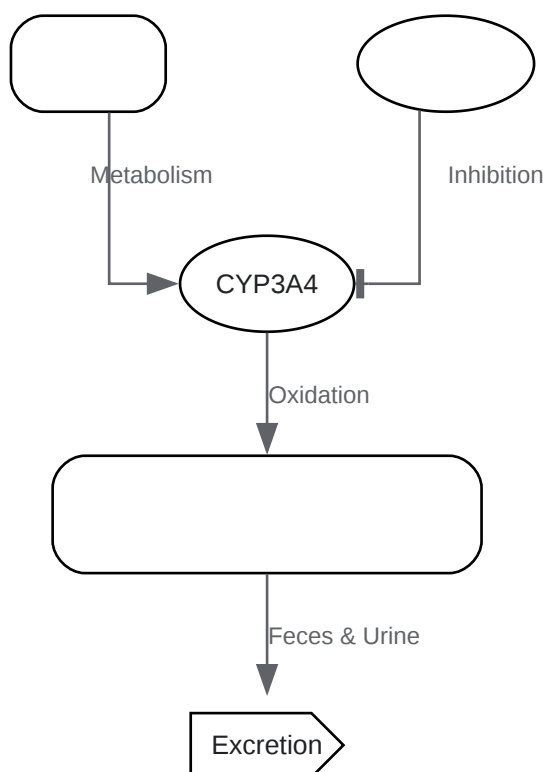 Metabolism
Inhibition
CYP3A4
Oxidation
Feces & Urine
Excretion